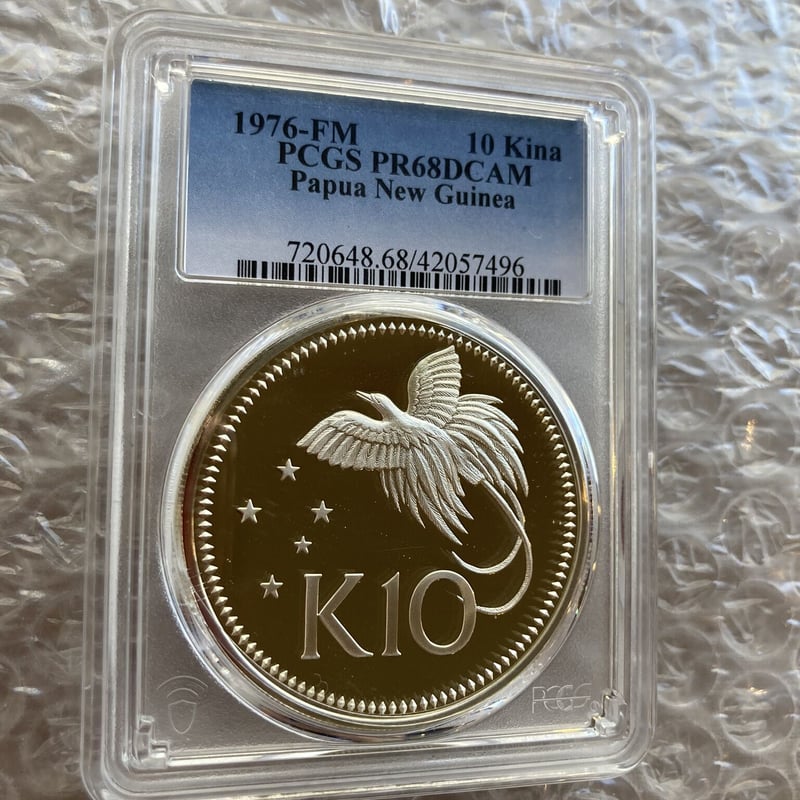 1976-FM 10 Kina
PCGS PR68DCAM
Papua New Guinea
720648.68/42057496
K10
PCGS